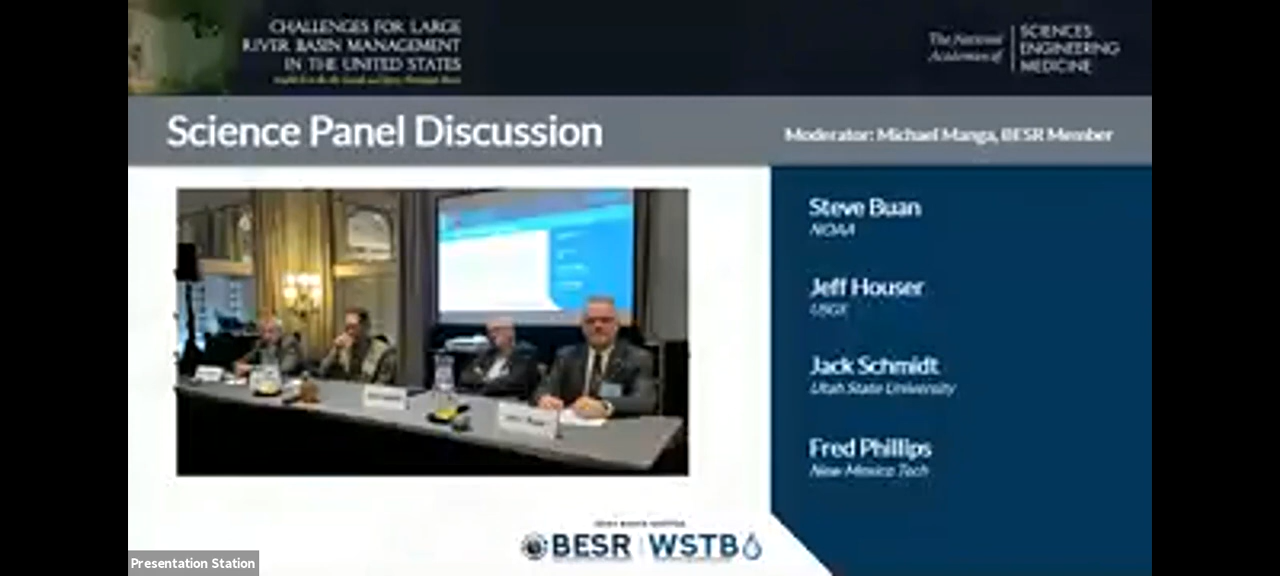 CHALLENGES FOR LARGE
RIVER BASIN MANAGEMENT
IN THE UNITED STATES
The National
Academies of
SCIENCES
ENGINEERING
MEDICINE
Science Panel Discussion
Moderator: Michael Manga, BESR Member
Steve Buan
NOAA
Jeff Houser
USGS
Jack Schmidt
Utah State University
Fred Phillips
New Mexico Tech
BESR WSTB
Presentation Station